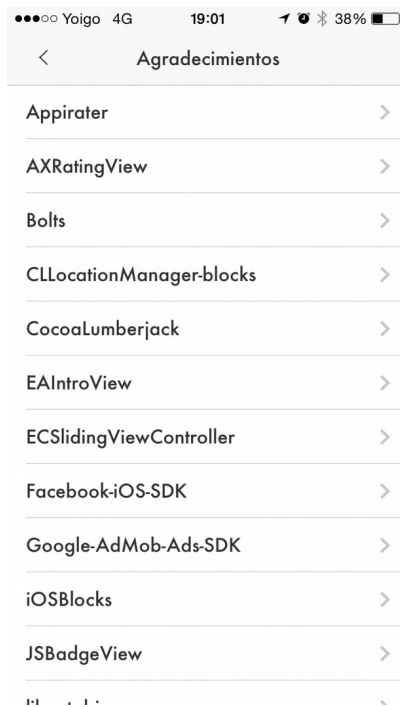 Yoigo 4G 19:01 38%
Agradecimientos
Appirater
AXRatingView
Bolts
CLLocationManager-blocks
CocoaLumberjack
EAIntroView
ECSlidingViewController
Facebook-iOS-SDK
Google-AdMob-Ads-SDK
iOSBlocks
JSBadgeView